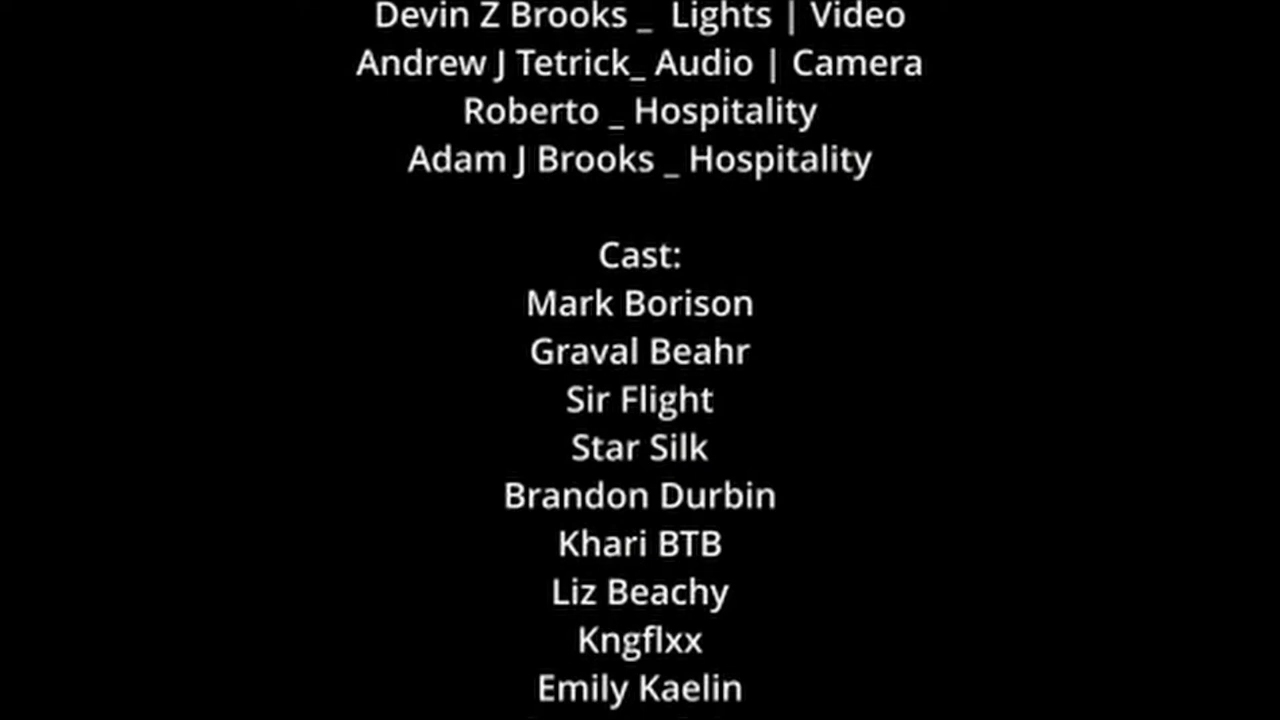 Devin Z Brooks _  Lights | Video
Andrew J Tetrick_ Audio | Camera
Roberto _ Hospitality
Adam J Brooks _ Hospitality
Cast:
Mark Borison
Graval Beahr
Sir Flight
Star Silk
Brandon Durbin
Khari BTB
Liz Beachy
Kngflxx
Emily Kaelin